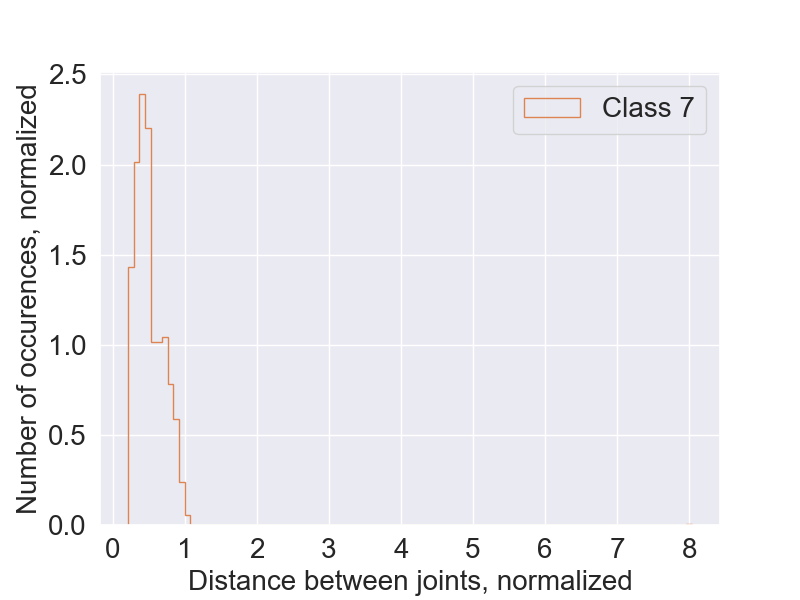 Class 7
Number of occurences, normalized
2.5
2.0
1.5
1.0
0.5
0.0
0 1 2 3 4 5 6 7 8
Distance between joints, normalized